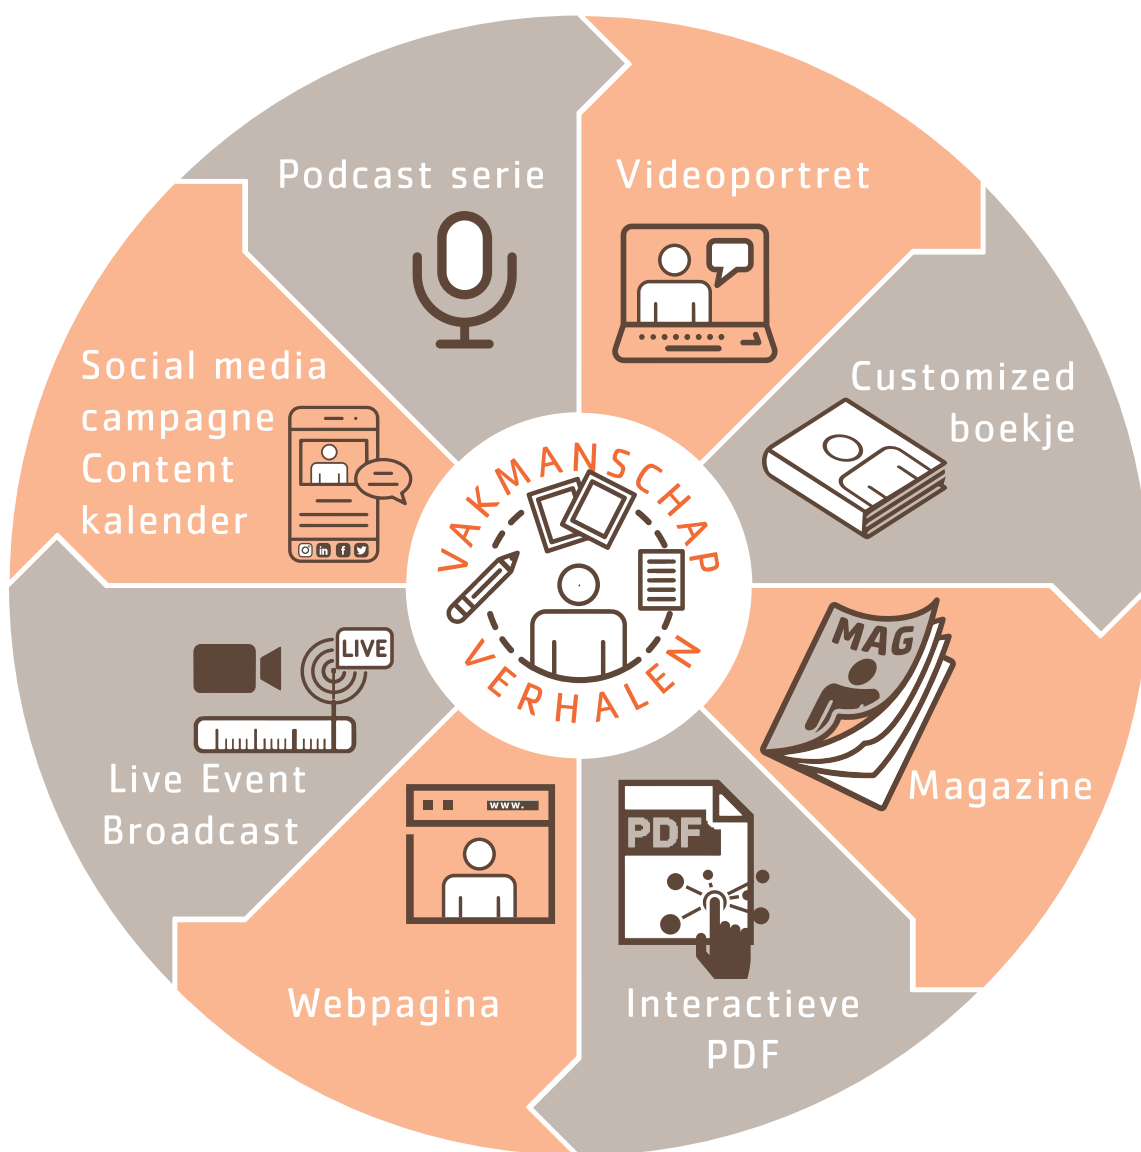 Podcast serie
Videoportret
Customized
boekje
Social media
campagne
Content
kalender
VAKMANSCHAP
VERHALEN
MAG
Magazine
LIVE
Live Event
Broadcast
www.
Webpagina
PDF
Interactieve
PDF